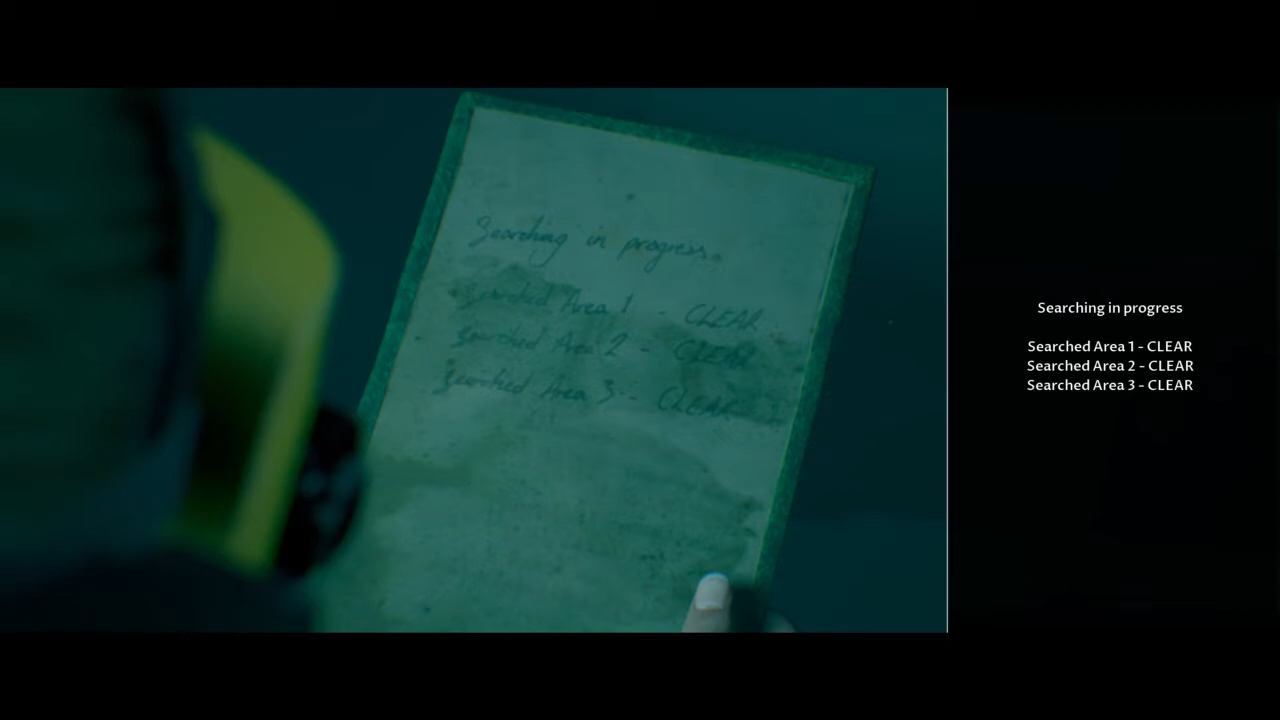 Searching in progress.
Searched Area 1 - CLEAR
Searched Area 2 - CLEAR
Searched Area 3 - CLEAR
Searching in progress
Searched Area 1 - CLEAR
Searched Area 2 - CLEAR
Searched Area 3 - CLEAR